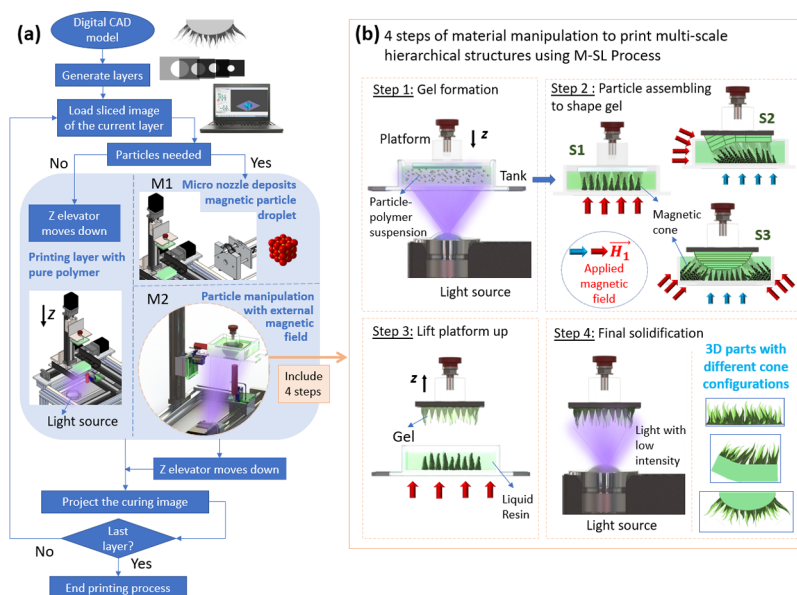 (a)
Digital CAD
model
Generate layers
Load sliced image
of the current layer
Particles needed
No
Yes
Z elevator
moves down
Printing layer with
pure polymer
Z
Light source
M1
Micro nozzle deposits
magnetic particle
droplet
M2
Particle manipulation
with external
magnetic
field
Include
4 steps
Z elevator moves down
Project the curing image
Last
layer?
No
Yes
End printing process
(b)
4 steps of material manipulation to print multi-scale
hierarchical structures using M-SL Process
Step 1: Gel formation
Platform
z
Tank
Particle-
polymer
suspension
Light source
Step 2 : Particle assembling
to shape gel
S1
S2
S3
Magnetic
cone
H1
Applied
magnetic
field
Step 3: Lift platform up
z
Gel
Liquid
Resin
Step 4: Final solidification
Light with
low
intensity
Light source
3D parts with
different cone
configurations